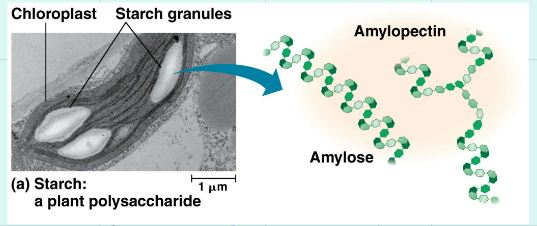 Chloroplast Starch granules
Amylopectin
Amylose
(a) Starch:
a plant polysaccharide
1 μm